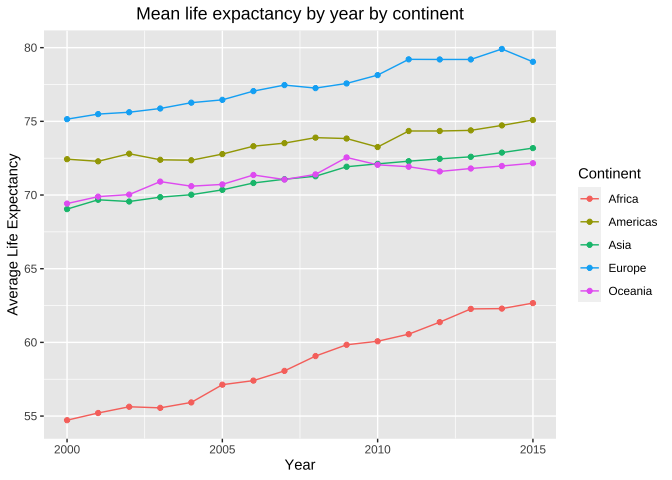 Mean life expactancy by year by continent
80
75
70
65
60
55
Average Life Expectancy
2000
2005
2010
2015
Year
Continent
Africa
Americas
Asia
Europe
Oceania